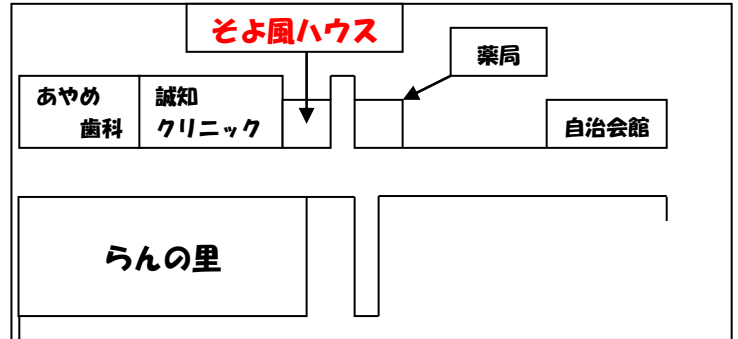 そよ風ハウス
薬局
あやめ
歯科
誠知
クリニック
自治会館
らんの里